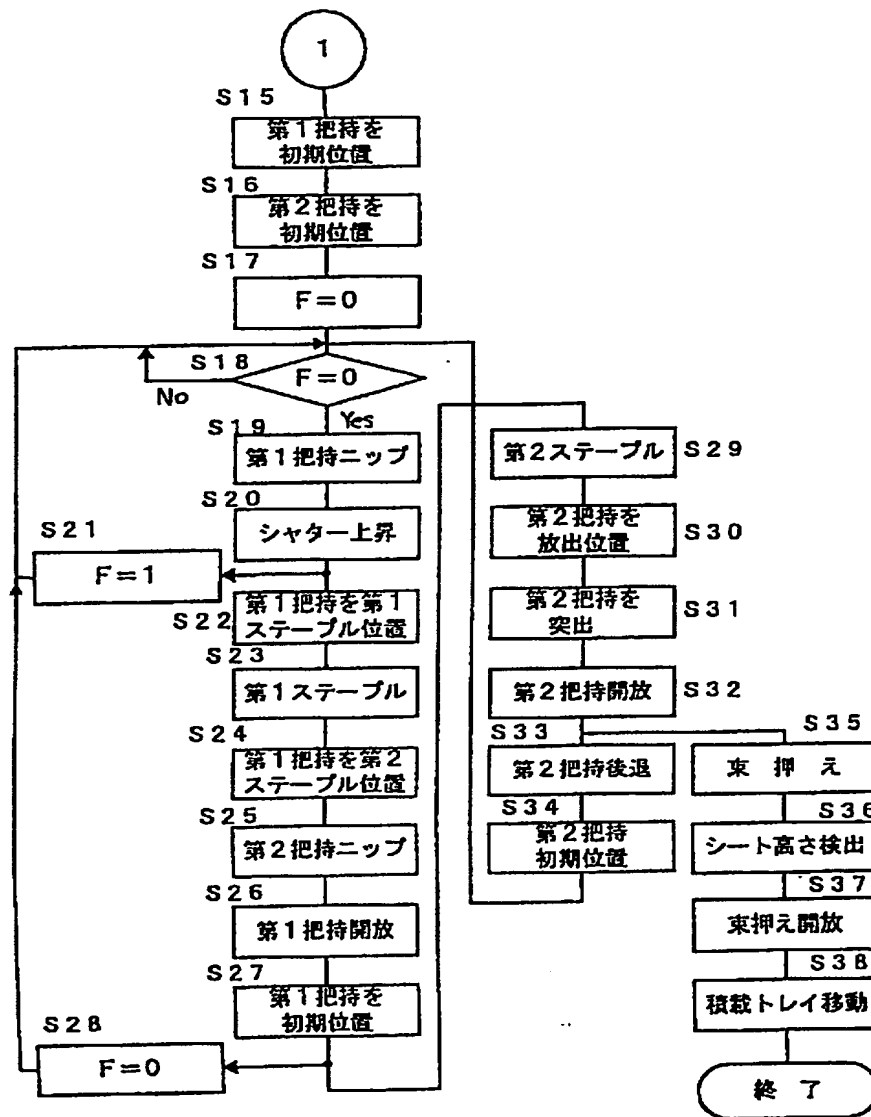 1
S15
第1把持を
初期位置
S16
第2把持を
初期位置
S17
F=0
S18
F=0
No
Yes
S19
第1把持ニップ
S20
シャター上昇
S21
F=1
S22
第1把持を第1
ステープル位置
S23
第1ステープル
S24
第1把持を第2
ステープル位置
S25
第2把持ニップ
S26
第1把持開放
S27
第1把持を
初期位置
S28
F=0
第2ステープル
S29
第2把持を
放出位置
S30
第2把持を
突出
S31
第2把持開放
S32
S33
第2把持後退
S34
第2把持
初期位置
S35
束押え
S36
シート高さ検出
S37
束押え開放
S38
積載トレイ移動
終了